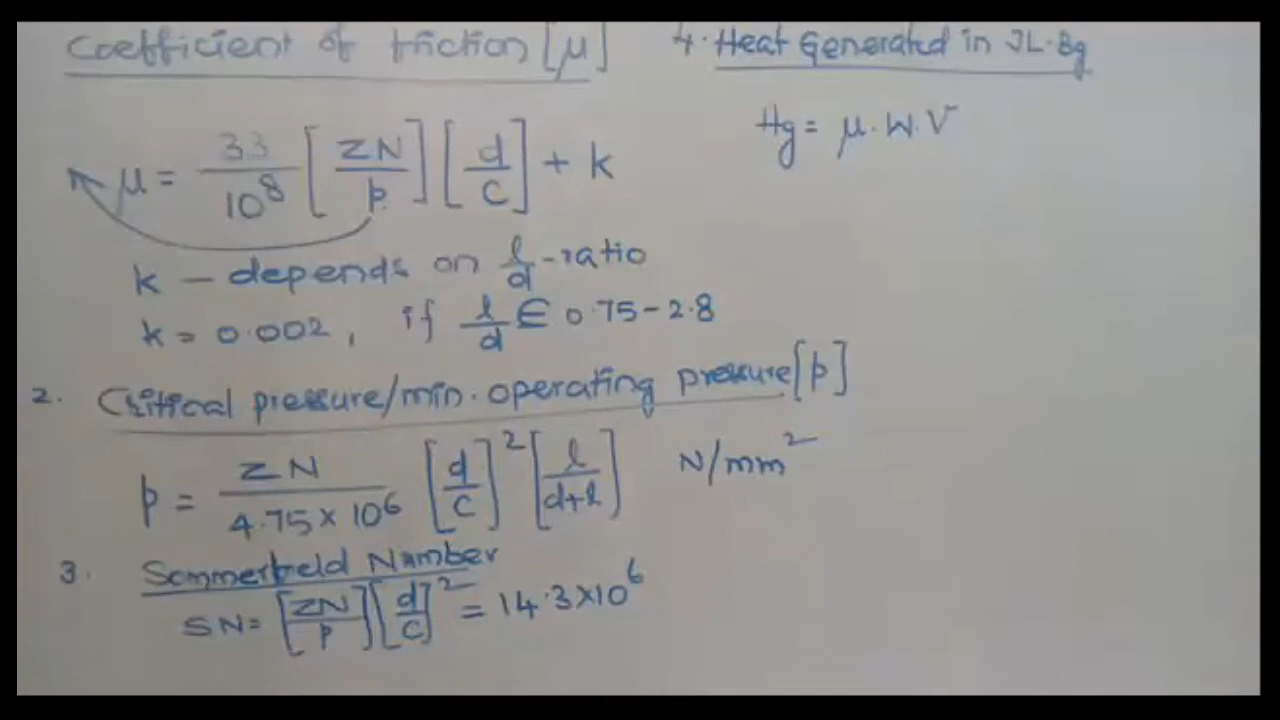 Coefficient of friction [μ]
μ = 33/10^8 [ZN/p] [d/c] + k
k – depends on l/d - ratio
k = 0.002, if l/d ∈ 0.75 – 2.8
2. Critical pressure/min. operating pressure [p]
p = ZN/4.75 × 10^6 [d/c]^2 [l/d+l] N/mm^2
3. Sommerfeld Number
SN = [ZN/p] [d/c]^2 = 14.3×10^6
4. Heat Generated in JL. Bg
Hg = μ. W. V